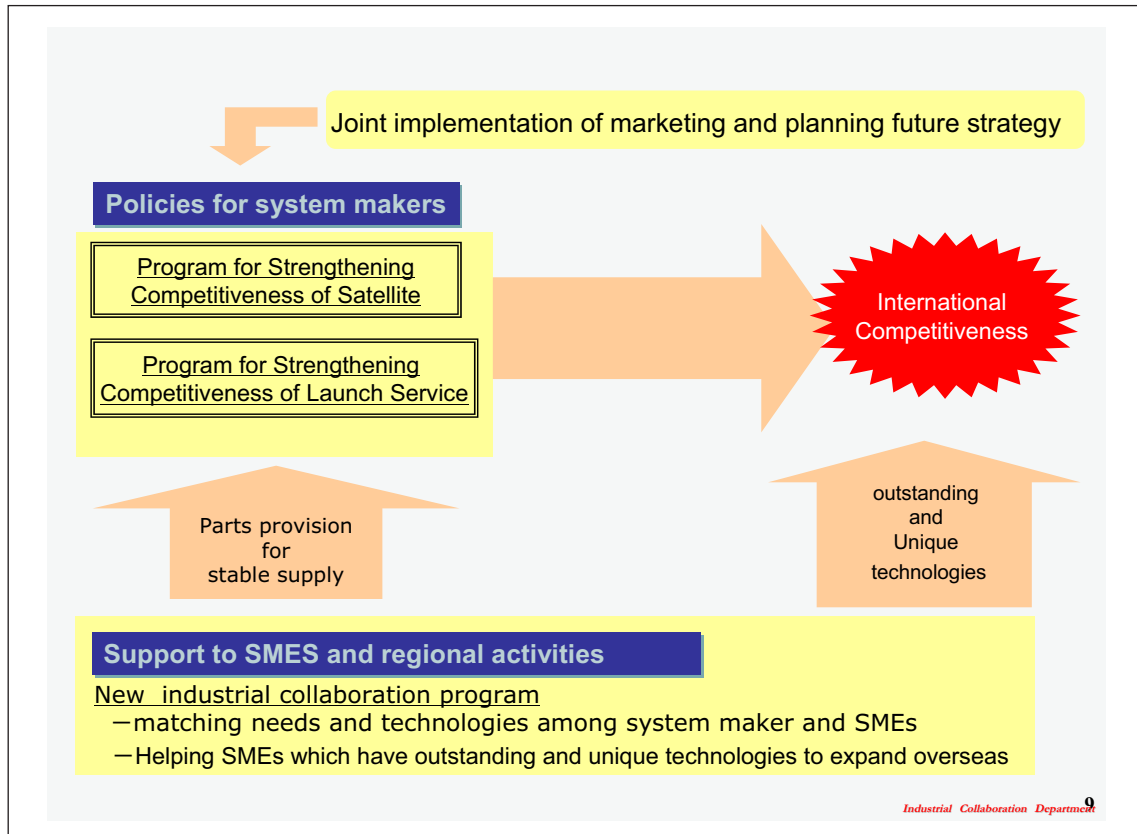 Joint implementation of marketing and planning future strategy
Policies for system makers
Program for Strengthening
Competitiveness of Satellite
Program for Strengthening
Competitiveness of Launch Service
International
Competitiveness
Parts provision
for
stable supply
outstanding
and
Unique
technologies
Support to SMES and regional activities
New industrial collaboration program
－matching needs and technologies among system maker and SMEs
－Helping SMEs which have outstanding and unique technologies to expand overseas
Industrial Collaboration Department
9